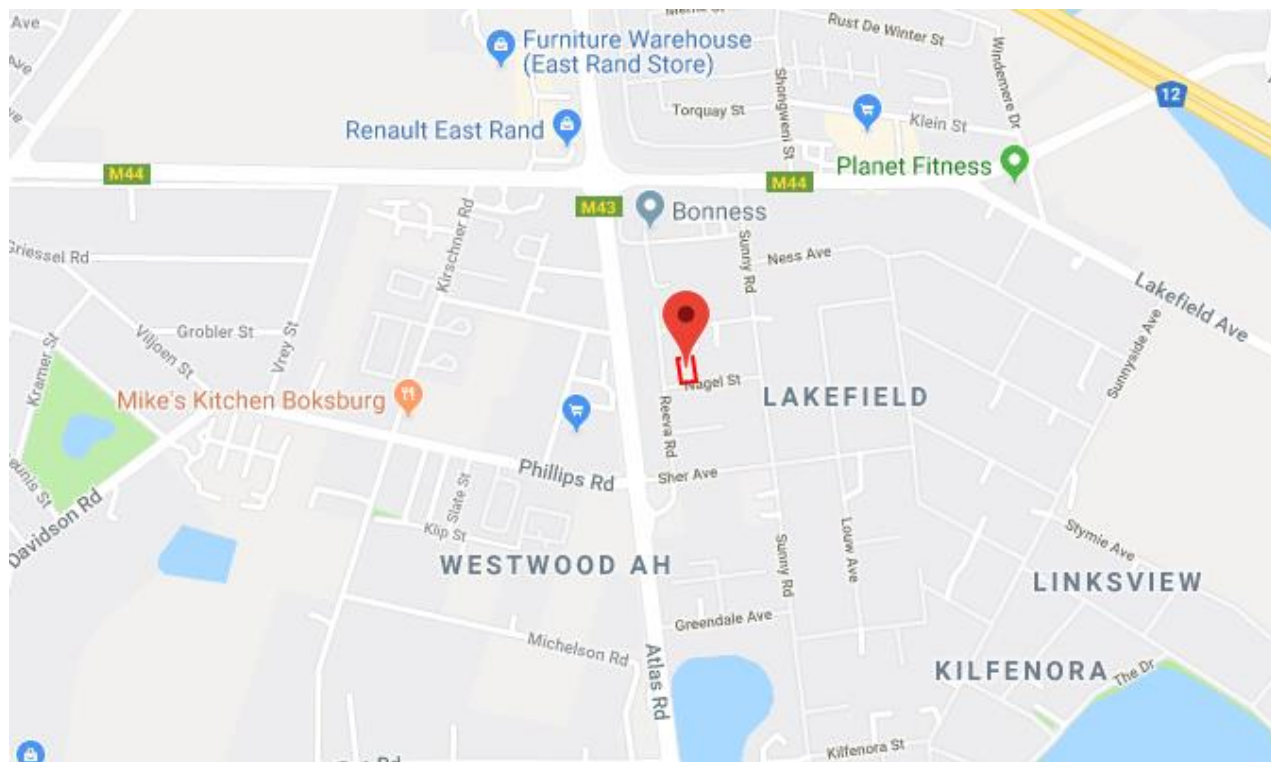 Ave
Rust De Winter St
Windemere Dr
Furniture Warehouse
(East Rand Store)
Shongweni St
12
Torquay St
Klein St
Renault East Rand
Planet Fitness
M44
M44
M43
Bonness
Kirschner Rd
Sunny Rd
Ness Ave
Griessel Rd
Lakefield Ave
Sunnyside Ave
Grobler St
Viljoen St
Vrey St
Kramer St
Mike's Kitchen Boksburg
Nagel St
LAKEFIELD
Reeva Rd
Phillips Rd
Sher Ave
Slate St
Davidson Rd
Klip St
Louw Ave
Sunny Rd
Stymie Ave
WESTWOOD AH
LINKSVIEW
Greendale Ave
Michelson Rd
Atlas Rd
KILFENORA
The Dr
Kilfenora St